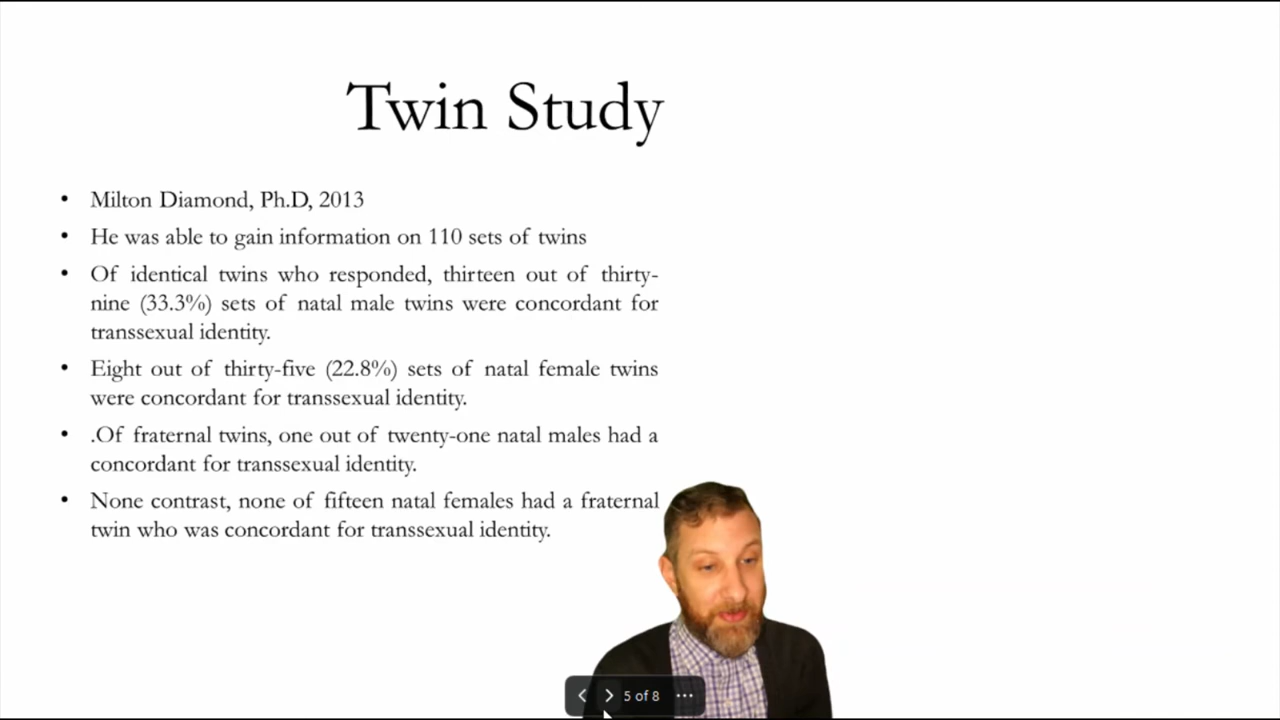 Twin Study
• Milton Diamond, Ph.D, 2013
• He was able to gain information on 110 sets of twins
• Of identical twins who responded, thirteen out of thirty-
nine (33.3%) sets of natal male twins were concordant for
transsexual identity.
• Eight out of thirty-five (22.8%) sets of natal female twins
were concordant for transsexual identity.
• .Of fraternal twins, one out of twenty-one natal males had a
concordant for transsexual identity.
• None contrast, none of fifteen natal females had a fraternal
twin who was concordant for transsexual identity.
5 of 8